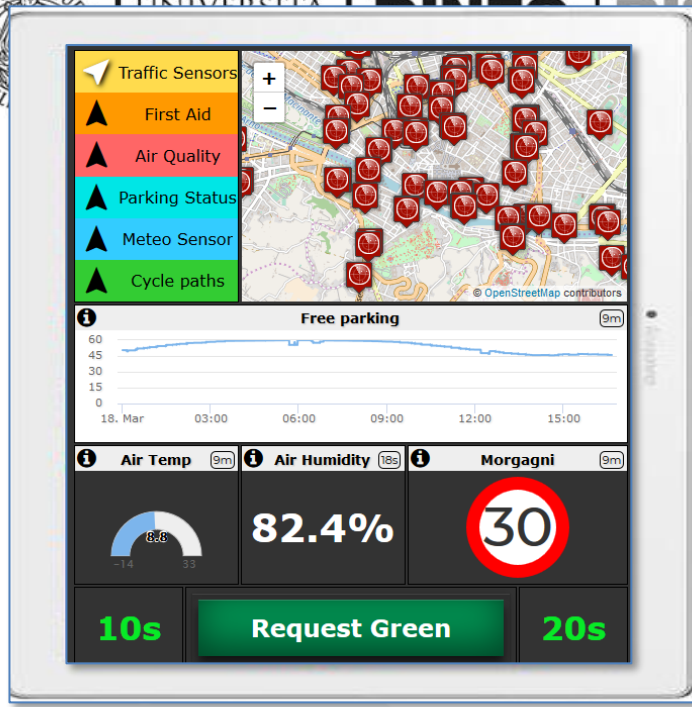 UNIVERSITÀ
DINFO
Traffic Sensors
First Aid
Air Quality
Parking Status
Meteo Sensor
Cycle paths
+
−
© OpenStreetMap contributors
Free parking
9m
60
45
30
15
0
18. Mar 03:00 06:00 09:00 12:00 15:00
Air Temp 9m
Air Humidity 18s
Morgagni 9m
8.8
-14 33
82.4%
30
10s
Request Green
20s